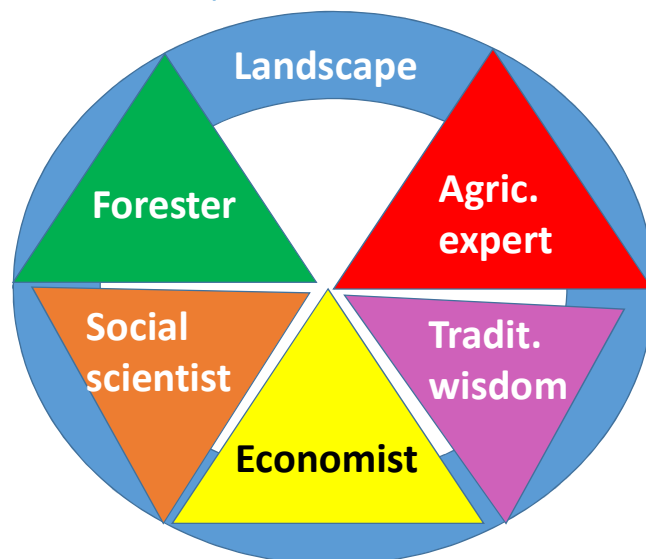 Landscape
Forester
Agric.
expert
Social
scientist
Tradit.
wisdom
Economist